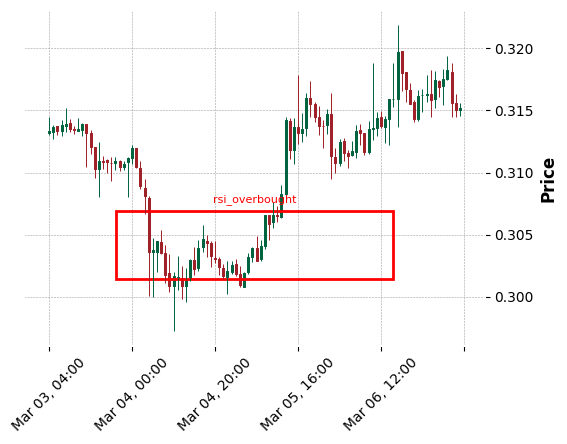 0.320
0.315
0.310
0.305
0.300
Price
rsi_overbought
Mar 03, 04:00
Mar 04, 00:00
Mar 04, 20:00
Mar 05, 16:00
Mar 06, 12:00